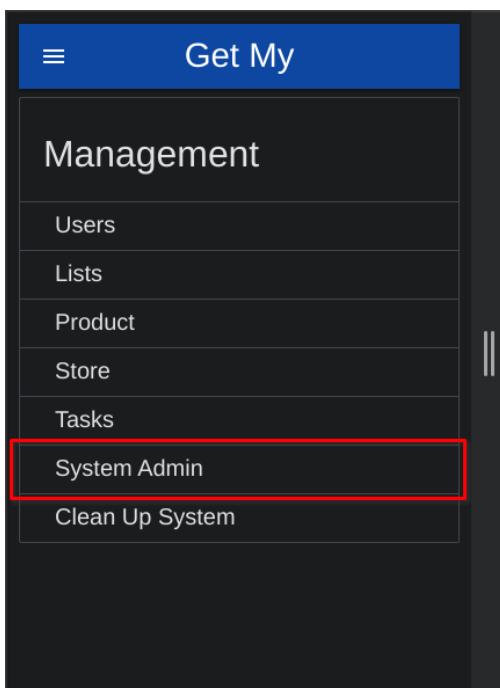 Get My
Management
Users
Lists
Product
Store
Tasks
System Admin
Clean Up System